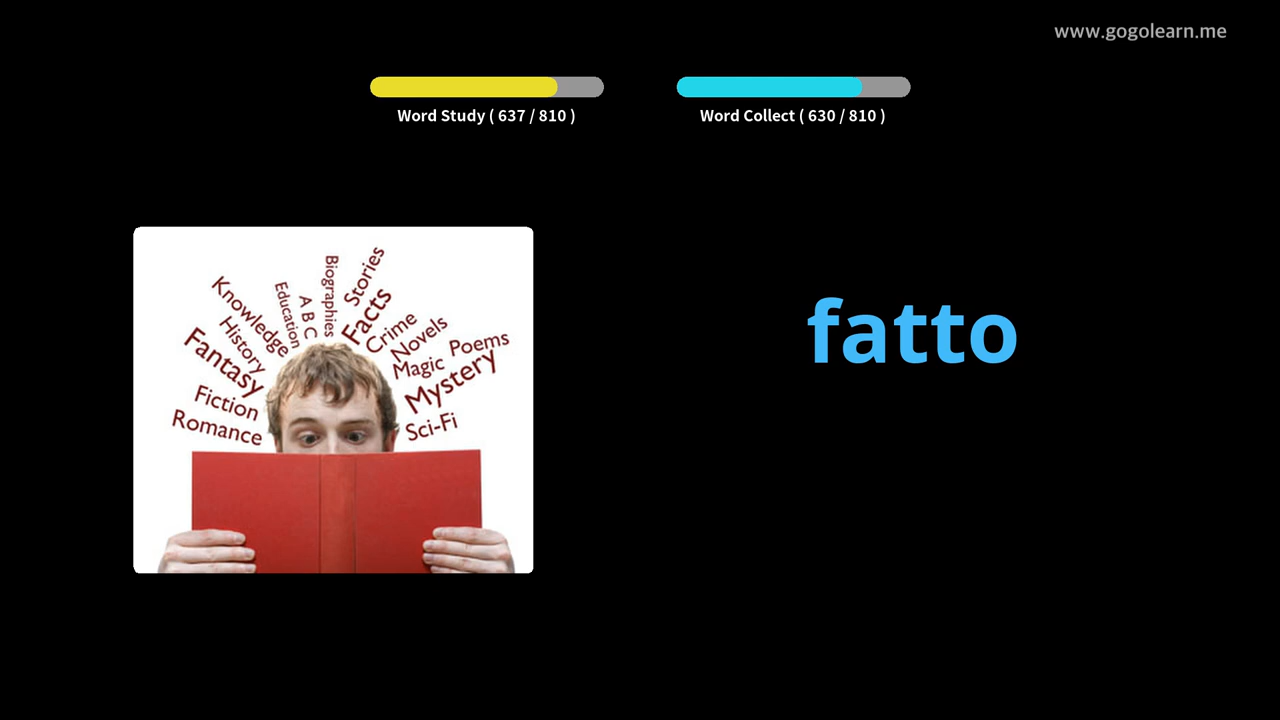 www.gogolearn.me
Word Study ( 637 / 810 )
Word Collect ( 630 / 810 )
Biographies
Stories
Facts
A B C
Education
Knowledge
History
Fantasy
Fiction
Romance
Crime
Novels
Poems
Magic
Mystery
Sci-Fi
fatto